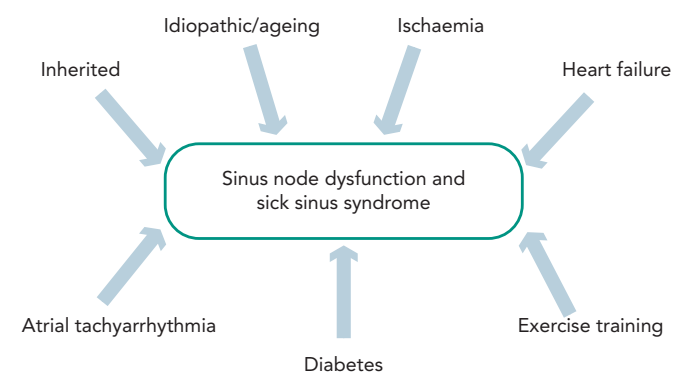 Idiopathic/ageing
Ischaemia
Inherited
Heart failure
Sinus node dysfunction and
sick sinus syndrome
Atrial tachyarrhythmia
Exercise training
Diabetes